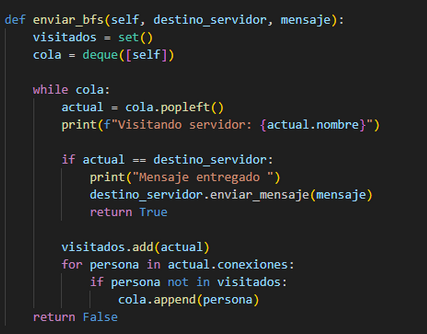 def enviar_bfs(self, destino_servidor, mensaje):
    visitados = set()
    cola = deque([self])

    while cola:
        actual = cola.popleft()
        print(f"Visitando servidor: {actual.nombre}")

        if actual == destino_servidor:
            print("Mensaje entregado ")
            destino_servidor.enviar_mensaje(mensaje)
            return True

        visitados.add(actual)
        for persona in actual.conexiones:
            if persona not in visitados:
                cola.append(persona)
    return False